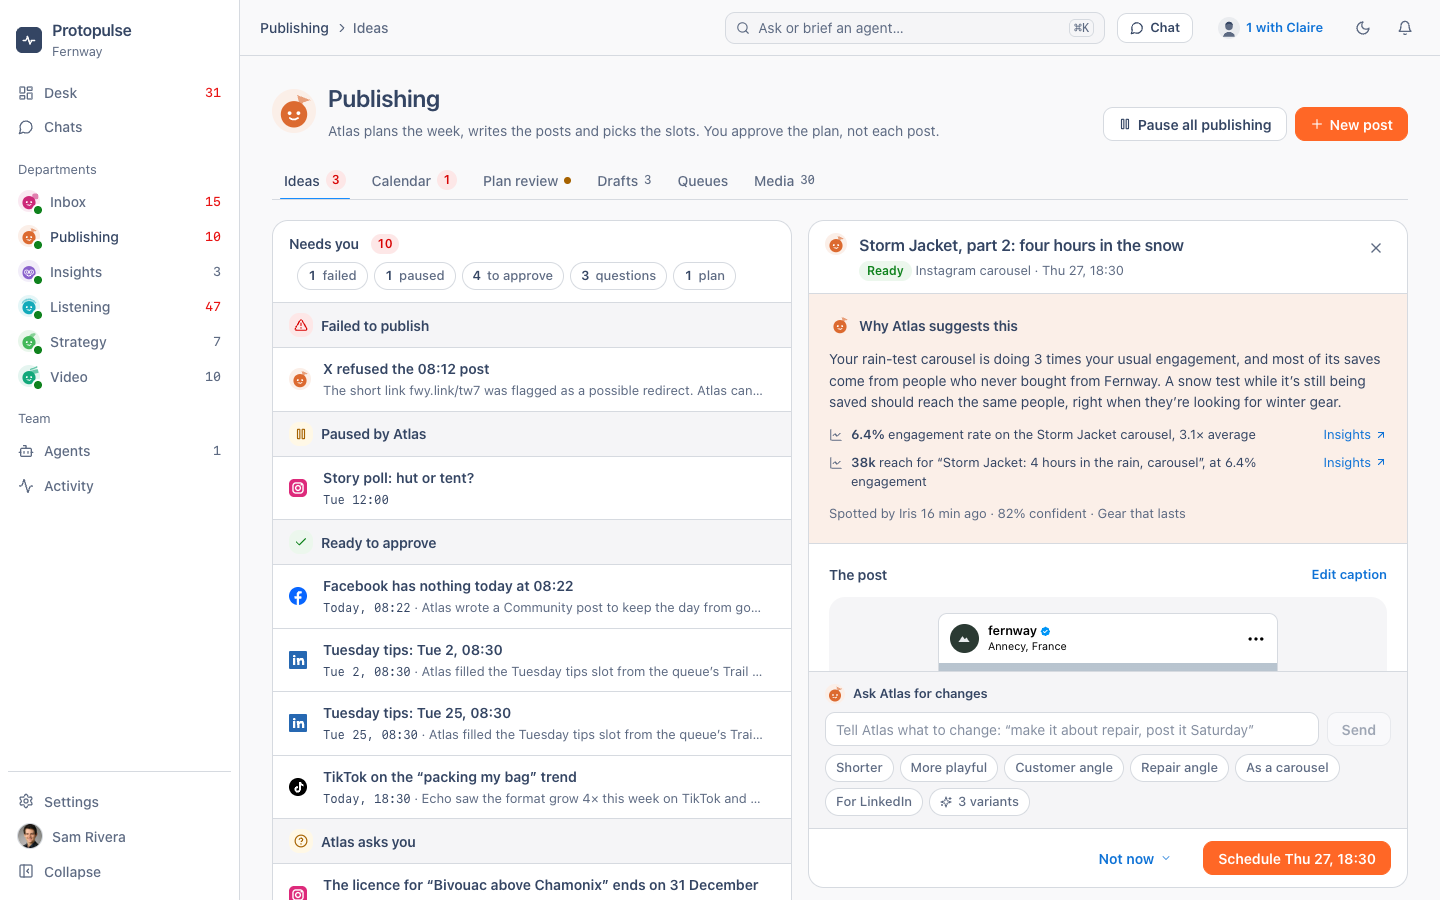 Protopulse
Fernway
Desk 31
Chats
Departments
Inbox 15
Publishing 10
Insights 3
Listening 47
Strategy 7
Video 10
Team
Agents 1
Activity
Settings
Sam Rivera
Collapse
Publishing > Ideas
Ask or brief an agent... ⌘K
Chat
1 with Claire
Publishing
Atlas plans the week, writes the posts and picks the slots. You approve the plan, not each post.
Pause all publishing
+ New post
Ideas 3
Calendar 1
Plan review
Drafts 3
Queues
Media 30
Needs you 10
1 failed
1 paused
4 to approve
3 questions
1 plan
Failed to publish
X refused the 08:12 post
The short link fwy.link/tw7 was flagged as a possible redirect. Atlas can...
Paused by Atlas
Story poll: hut or tent?
Tue 12:00
Ready to approve
Facebook has nothing today at 08:22
Today, 08:22 · Atlas wrote a Community post to keep the day from go...
Tuesday tips: Tue 2, 08:30
Tue 2, 08:30 · Atlas filled the Tuesday tips slot from the queue's Trail ...
Tuesday tips: Tue 25, 08:30
Tue 25, 08:30 · Atlas filled the Tuesday tips slot from the queue's Trai...
TikTok on the “packing my bag” trend
Today, 18:30 · Echo saw the format grow 4× this week on TikTok and ...
Atlas asks you
The licence for “Bivouac above Chamonix” ends on 31 December
Storm Jacket, part 2: four hours in the snow
Ready Instagram carousel · Thu 27, 18:30
Why Atlas suggests this
Your rain-test carousel is doing 3 times your usual engagement, and most of its saves
come from people who never bought from Fernway. A snow test while it's still being
saved should reach the same people, right when they're looking for winter gear.
6.4% engagement rate on the Storm Jacket carousel, 3.1× average Insights ↗
38k reach for “Storm Jacket: 4 hours in the rain, carousel”, at 6.4% Insights ↗
engagement
Spotted by Iris 16 min ago · 82% confident · Gear that lasts
The post
Edit caption
fernway
Annecy, France
Ask Atlas for changes
Tell Atlas what to change: “make it about repair, post it Saturday”
Send
Shorter
More playful
Customer angle
Repair angle
As a carousel
For LinkedIn
3 variants
Not now
Schedule Thu 27, 18:30